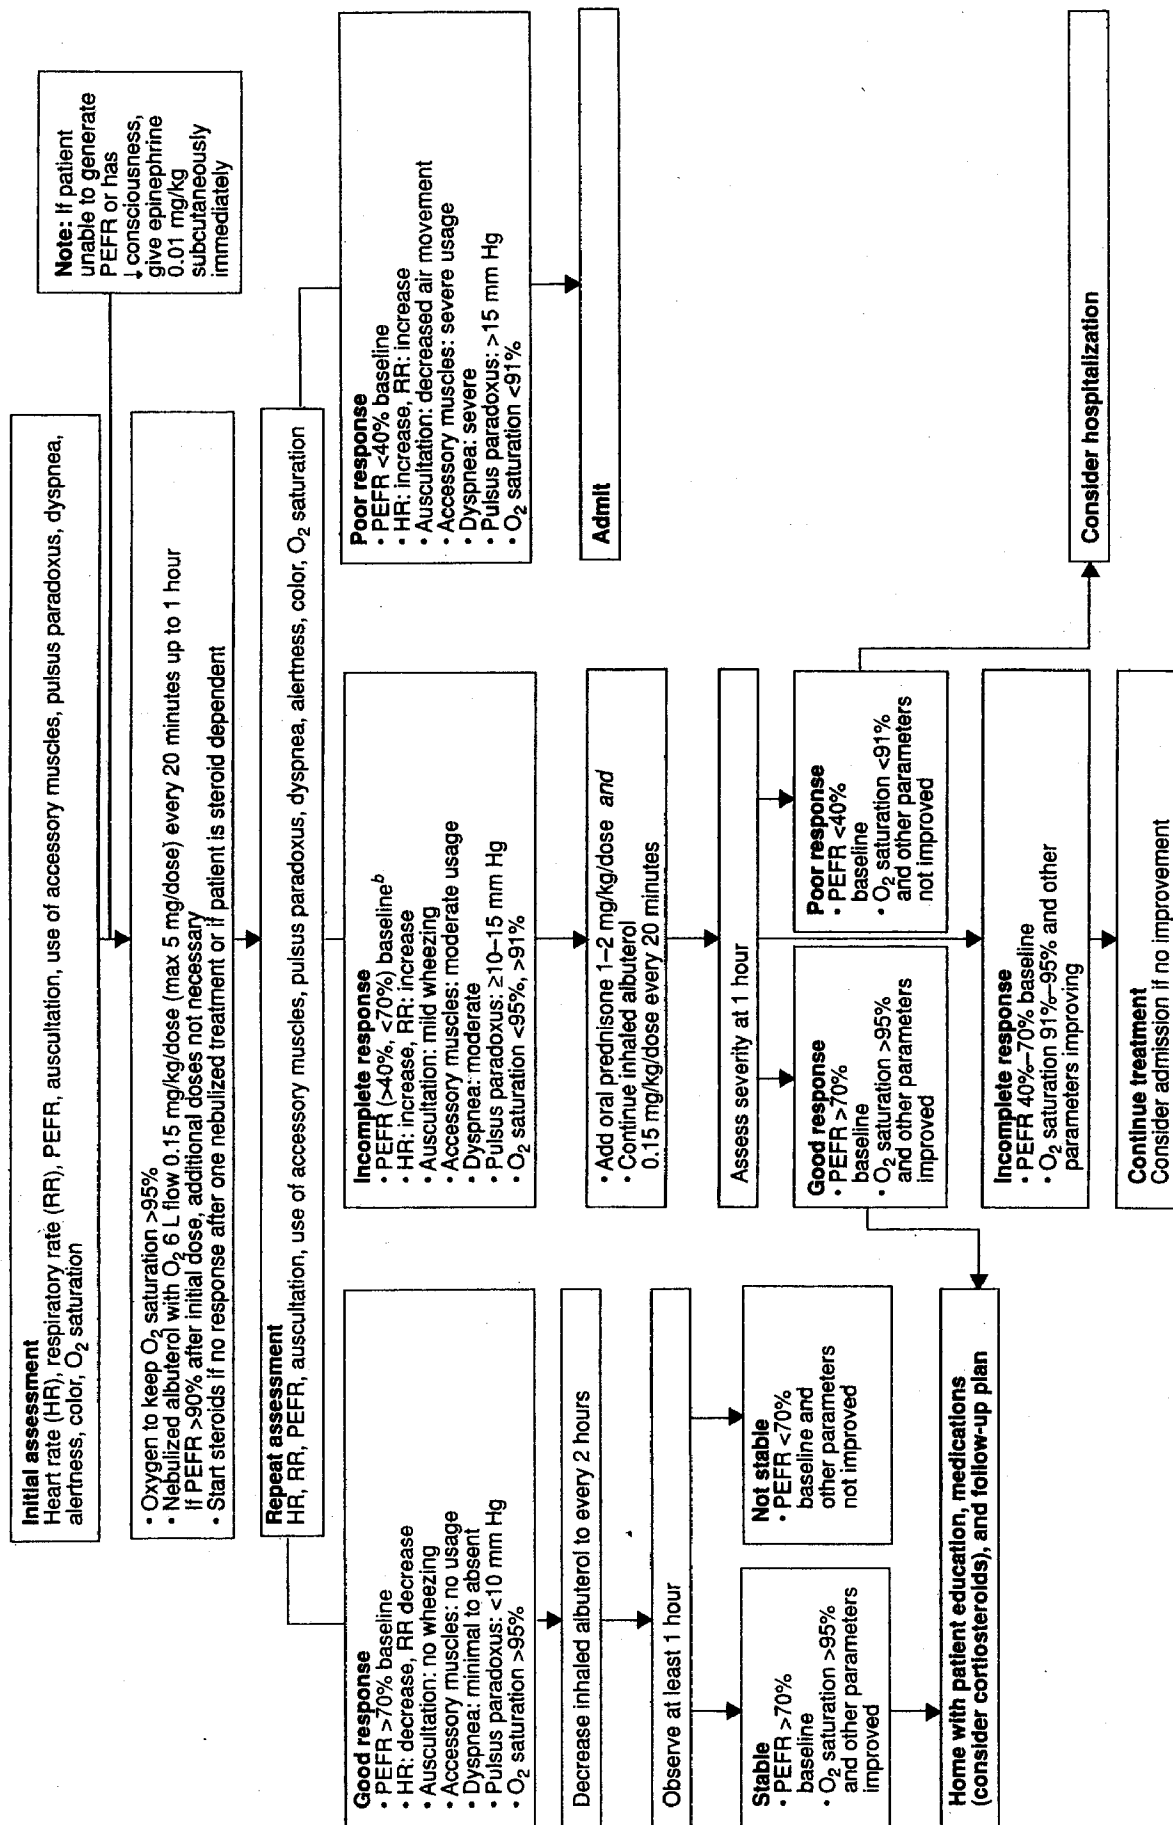 Initial assessment
Heart rate (HR), respiratory rate (RR), PEFR, auscultation, use of accessory muscles, pulsus paradoxus, dyspnea,
alertness, color, O₂ saturation
Note: If patient
unable to generate
PEFR or has
↓ consciousness,
give epinephrine
0.01 mg/kg
subcutaneously
immediately
• Oxygen to keep O₂ saturation >95%
• Nebulized albuterol with O₂ 6 L flow 0.15 mg/kg/dose (max 5 mg/dose) every 20 minutes up to 1 hour
If PEFR >90% after initial dose, additional doses not necessary
• Start steroids if no response after one nebulized treatment or if patient is steroid dependent
Repeat assessment
HR, RR, PEFR, auscultation, use of accessory muscles, pulsus paradoxus, dyspnea, alertness, color, O₂ saturation
Good response
• PEFR >70% baseline
• HR: decrease, RR decrease
• Auscultation: no wheezing
• Accessory muscles: no usage
• Dyspnea: minimal to absent
• Pulsus paradoxus: <10 mm Hg
• O₂ saturation >95%
Incomplete response
• PEFR (>40%, <70%) baselineᵇ
• HR: increase, RR: increase
• Auscultation: mild wheezing
• Accessory muscles: moderate usage
• Dyspnea: moderate
• Pulsus paradoxus: ≥10–15 mm Hg
• O₂ saturation <95%, >91%
Poor response
• PEFR <40% baseline
• HR: increase, RR: increase
• Auscultation: decreased air movement
• Accessory muscles: severe usage
• Dyspnea: severe
• Pulsus paradoxus: >15 mm Hg
• O₂ saturation <91%
Decrease inhaled albuterol to every 2 hours
• Add oral prednisone 1–2 mg/kg/dose and
• Continue inhaled albuterol
0.15 mg/kg/dose every 20 minutes
Admit
Observe at least 1 hour
Assess severity at 1 hour
Stable
• PEFR >70%
baseline
• O₂ saturation >95%
and other parameters
improved
Not stable
• PEFR <70%
baseline and
other parameters
not improved
Good response
• PEFR >70%
baseline
• O₂ saturation >95%
and other parameters
improved
Poor response
• PEFR <40%
baseline
• O₂ saturation <91%
and other parameters
not improved
Home with patient education, medications
(consider cortiosteroids), and follow-up plan
Incomplete response
• PEFR 40%–70% baseline
• O₂ saturation 91%–95% and other
parameters improving
Consider hospitalization
Continue treatment
Consider admission if no improvement